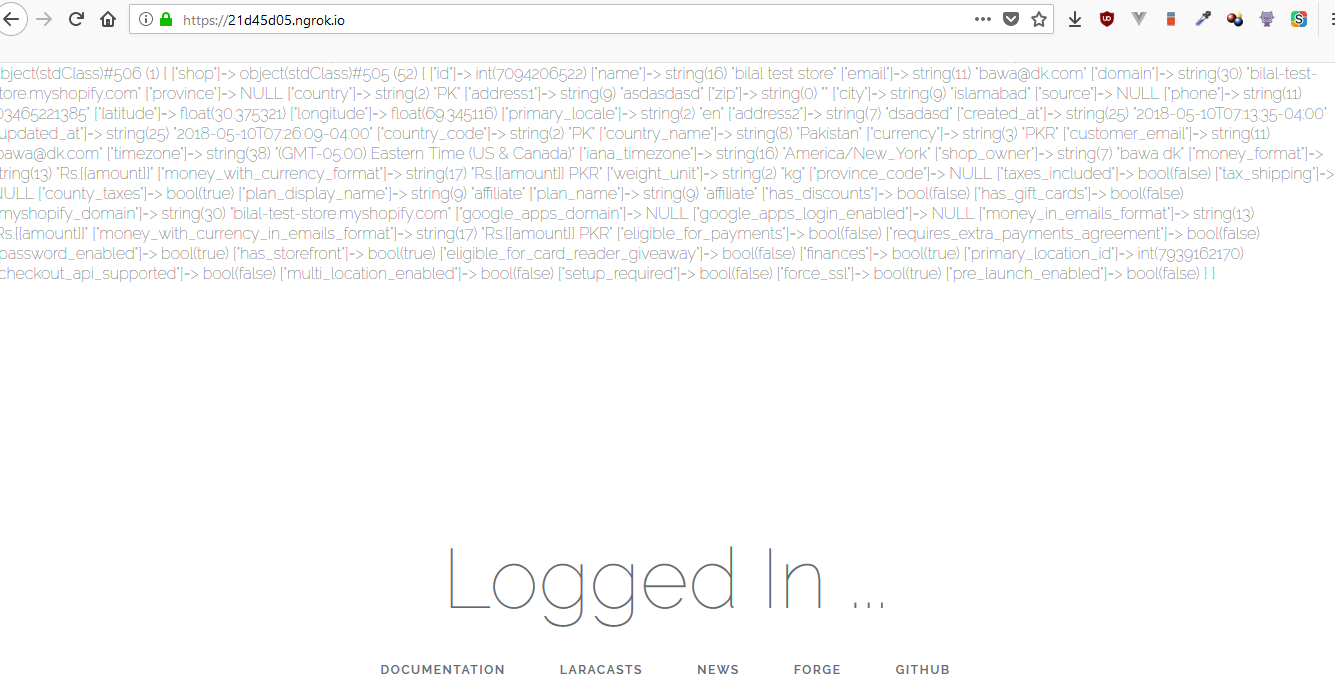 https://21d45d05.ngrok.io
bject(stdClass)#506 (1) { ["shop"]=> object(stdClass)#505 (52) { ["id"]=> int(7094206522) ["name"]=> string(16) "bilal test store" ["email"]=> string(11) "bawa@dk.com" ["domain"]=> string(30) "bilal-test-
tore.myshopify.com" ["province"]=> NULL ["country"]=> string(2) "PK" ["address1"]=> string(9) "asdasdasd" ["zip"]=> string(0) "" ["city"]=> string(9) "islamabad" ["source"]=> NULL ["phone"]=> string(11)
03465221385" ["latitude"]=> float(30.375321) ["longitude"]=> float(69.345116) ["primary_locale"]=> string(2) "en" ["address2"]=> string(7) "dsadasd" ["created_at"]=> string(25) "2018-05-10T07:13:35-04:00"
updated_at"]=> string(25) "2018-05-10T07:26:09-04:00" ["country_code"]=> string(2) "PK" ["country_name"]=> string(8) "Pakistan" ["currency"]=> string(3) "PKR" ["customer_email"]=> string(11)
bawa@dk.com" ["timezone"]=> string(38) "(GMT-05:00) Eastern Time (US & Canada)" ["iana_timezone"]=> string(16) "America/New_York" ["shop_owner"]=> string(7) "bawa dk" ["money_format"]=>
tring(13) "Rs.{{amount}}" ["money_with_currency_format"]=> string(17) "Rs.{{amount}} PKR" ["weight_unit"]=> string(2) "kg" ["province_code"]=> NULL ["taxes_included"]=> bool(false) ["tax_shipping"]=>
NULL ["county_taxes"]=> bool(true) ["plan_display_name"]=> string(9) "affiliate" ["plan_name"]=> string(9) "affiliate" ["has_discounts"]=> bool(false) ["has_gift_cards"]=> bool(false)
myshopify_domain"]=> string(30) "bilal-test-store.myshopify.com" ["google_apps_domain"]=> NULL ["google_apps_login_enabled"]=> NULL ["money_in_emails_format"]=> string(13)
Rs.{{amount}}" ["money_with_currency_in_emails_format"]=> string(17) "Rs.{{amount}} PKR" ["eligible_for_payments"]=> bool(false) ["requires_extra_payments_agreement"]=> bool(false)
password_enabled"]=> bool(true) ["has_storefront"]=> bool(true) ["eligible_for_card_reader_giveaway"]=> bool(false) ["finances"]=> bool(true) ["primary_location_id"]=> int(7939162170)
checkout_api_supported"]=> bool(false) ["multi_location_enabled"]=> bool(false) ["setup_required"]=> bool(false) ["force_ssl"]=> bool(true) ["pre_launch_enabled"]=> bool(false) } }
Logged In ...
DOCUMENTATION LARACASTS NEWS FORGE GITHUB